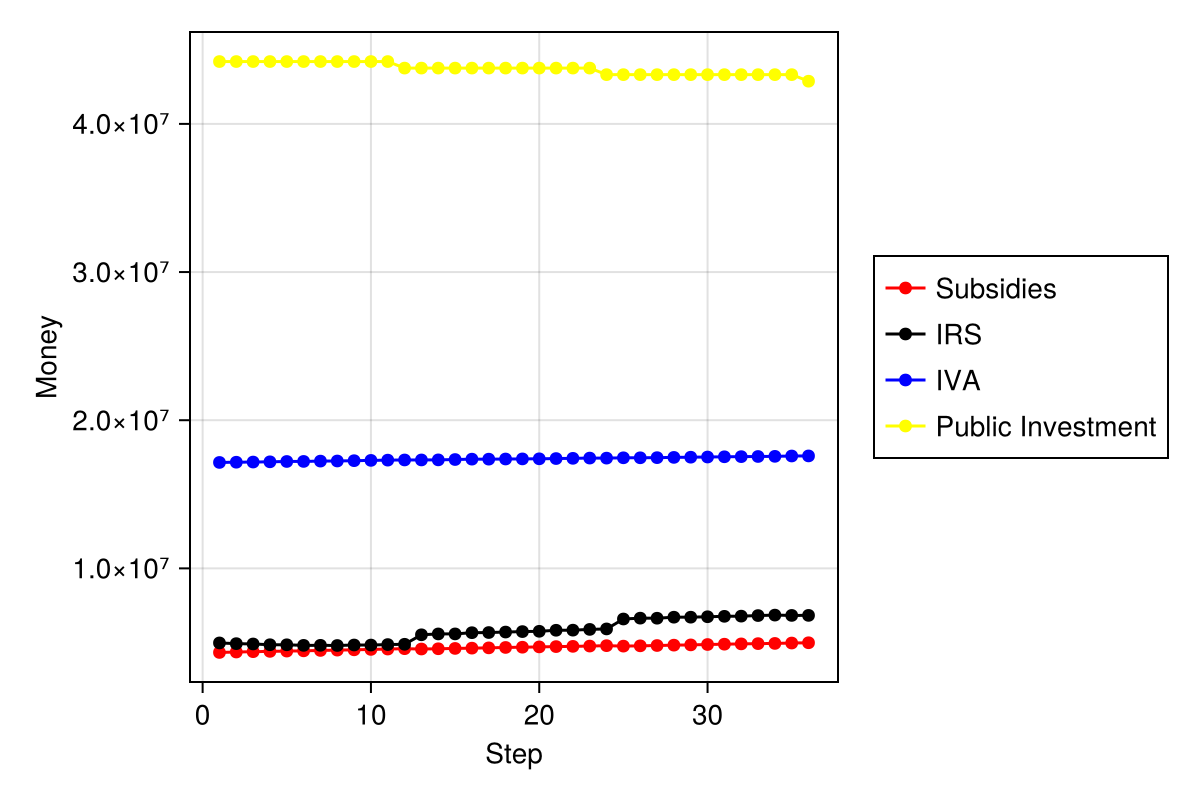 4.0×10⁷
3.0×10⁷
2.0×10⁷
1.0×10⁷
Money
0 10 20 30
Step
Subsidies
IRS
IVA
Public Investment